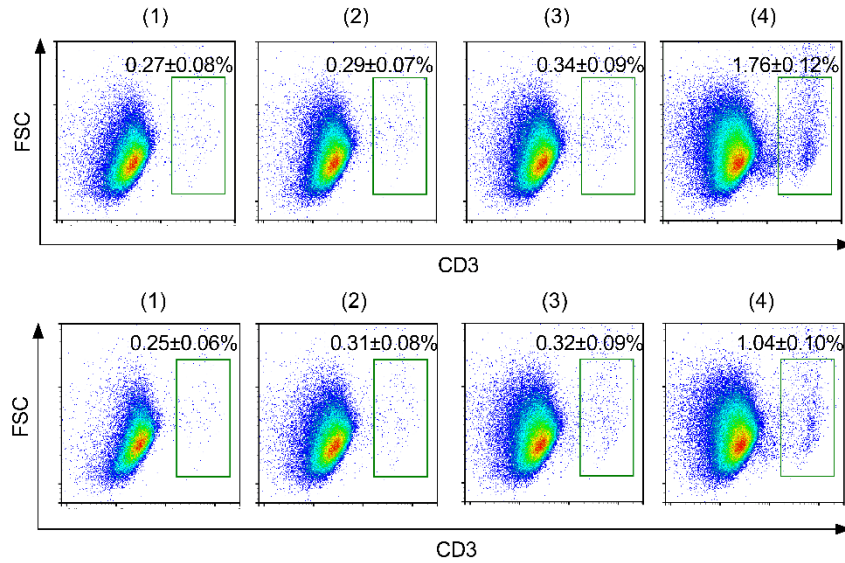 (1) (2) (3) (4)
0.27±0.08% 0.29±0.07% 0.34±0.09% 1.76±0.12%
FSC
CD3
(1) (2) (3) (4)
0.25±0.06% 0.31±0.08% 0.32±0.09% 1.04±0.10%
FSC
CD3